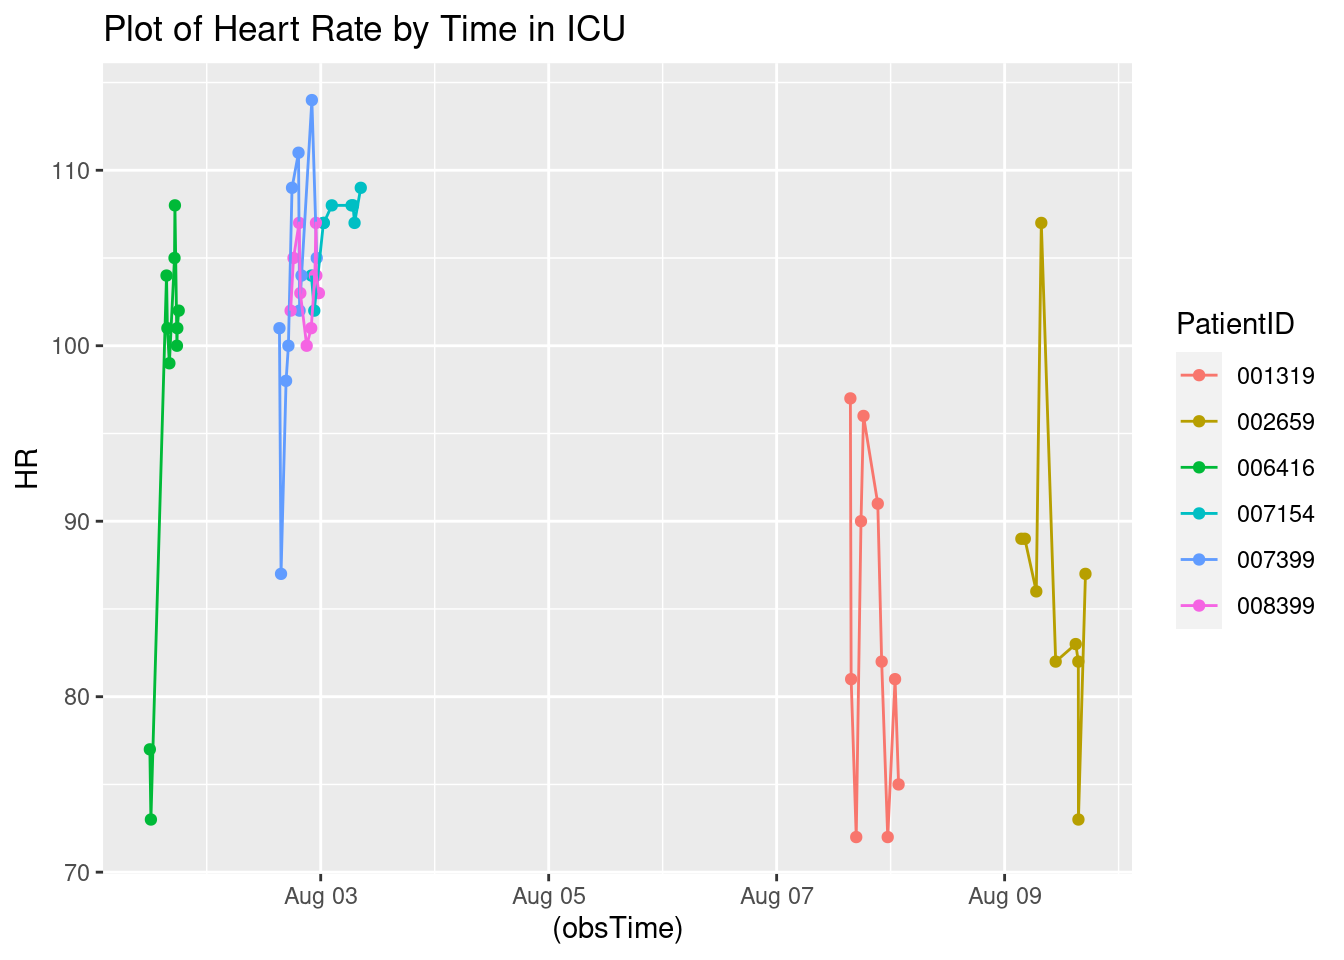 Plot of Heart Rate by Time in ICU
HR
110
100
90
80
70
Aug 03
Aug 05
Aug 07
Aug 09
(obsTime)
PatientID
001319
002659
006416
007154
007399
008399